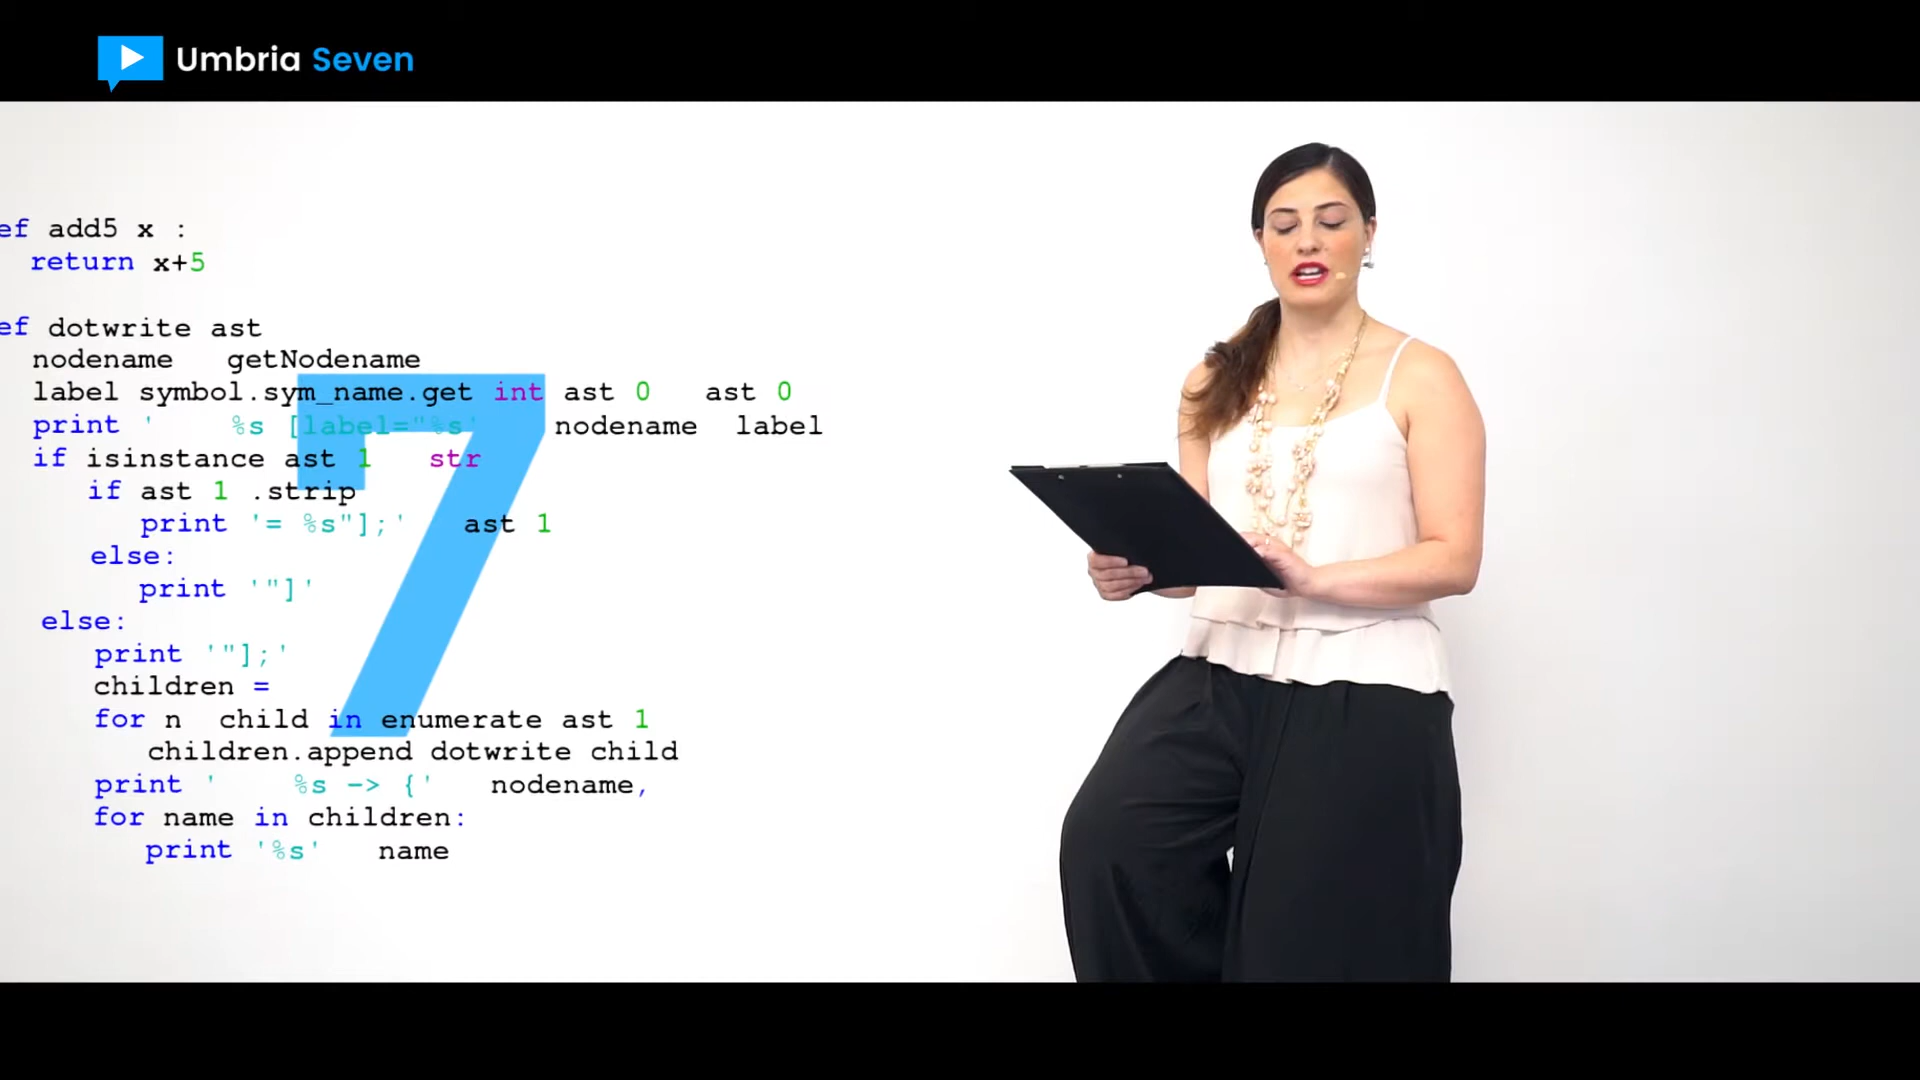 Umbria Seven
ef add5 x :
return x+5
ef dotwrite ast
nodename getNodename
label symbol.sym_name.get int ast 0 ast 0
print ' %s [label="%s' nodename label
if isinstance ast 1 str
if ast 1 .strip
print '= %s"];' ast 1
else:
print '"]'
else:
print '"];'
children =
for n child in enumerate ast 1
children.append dotwrite child
print ' %s -> {' nodename,
for name in children:
print '%s' name
7